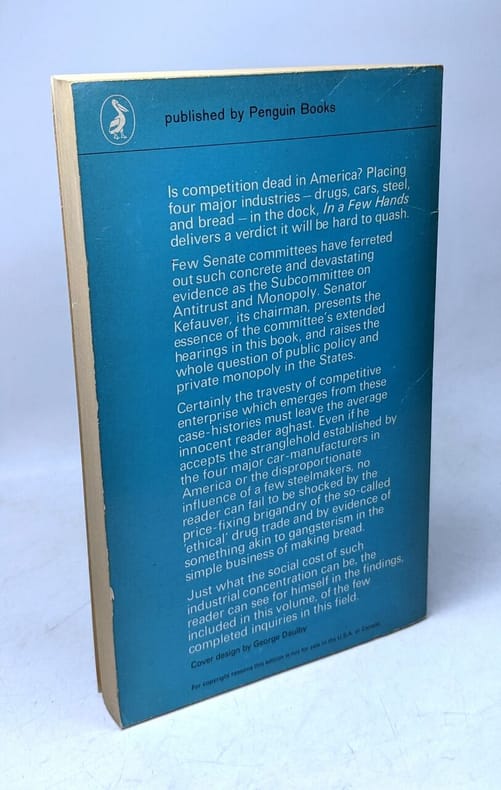 published by Penguin Books
Is competition dead in America? Placing
four major industries – drugs, cars, steel,
and bread – in the dock, In a Few Hands
delivers a verdict it will be hard to quash.
Few Senate committees have ferreted
out such concrete and devastating
evidence as the Subcommittee on
Antitrust and Monopoly. Senator
Kefauver, its chairman, presents the
essence of the committee's extended
hearings in this book, and raises the
whole question of public policy and
private monopoly in the States.
Certainly the travesty of competitive
enterprise which emerges from these
case-histories must leave the average
innocent reader aghast. Even if he
accepts the stranglehold established by
the four major car-manufacturers in
America or the disproportionate
influence of a few steelmakers, no
reader can fail to be shocked by the
price-fixing brigandry of the so-called
'ethical' drug trade and by evidence of
something akin to gangsterism in the
simple business of making bread.
Just what the social cost of such
industrial concentration can be, the
reader can see for himself in the findings,
included in this volume, of the few
completed inquiries in this field.
Cover design by George Daulby
For copyright reasons this edition is not for sale in the U.S.A. or Canada